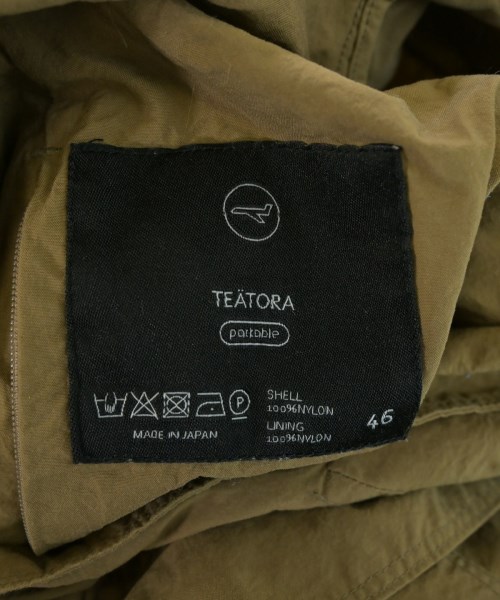 TEÄTORA
portable
P
MADE IN JAPAN
SHELL
100%NYLON
LINING
100%NYLON
46